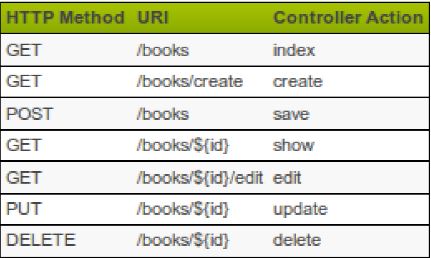 HTTP Method URI Controller Action
GET /books index
GET /books/create create
POST /books save
GET /books/${id} show
GET /books/${id}/edit edit
PUT /books/${id} update
DELETE /books/${id} delete